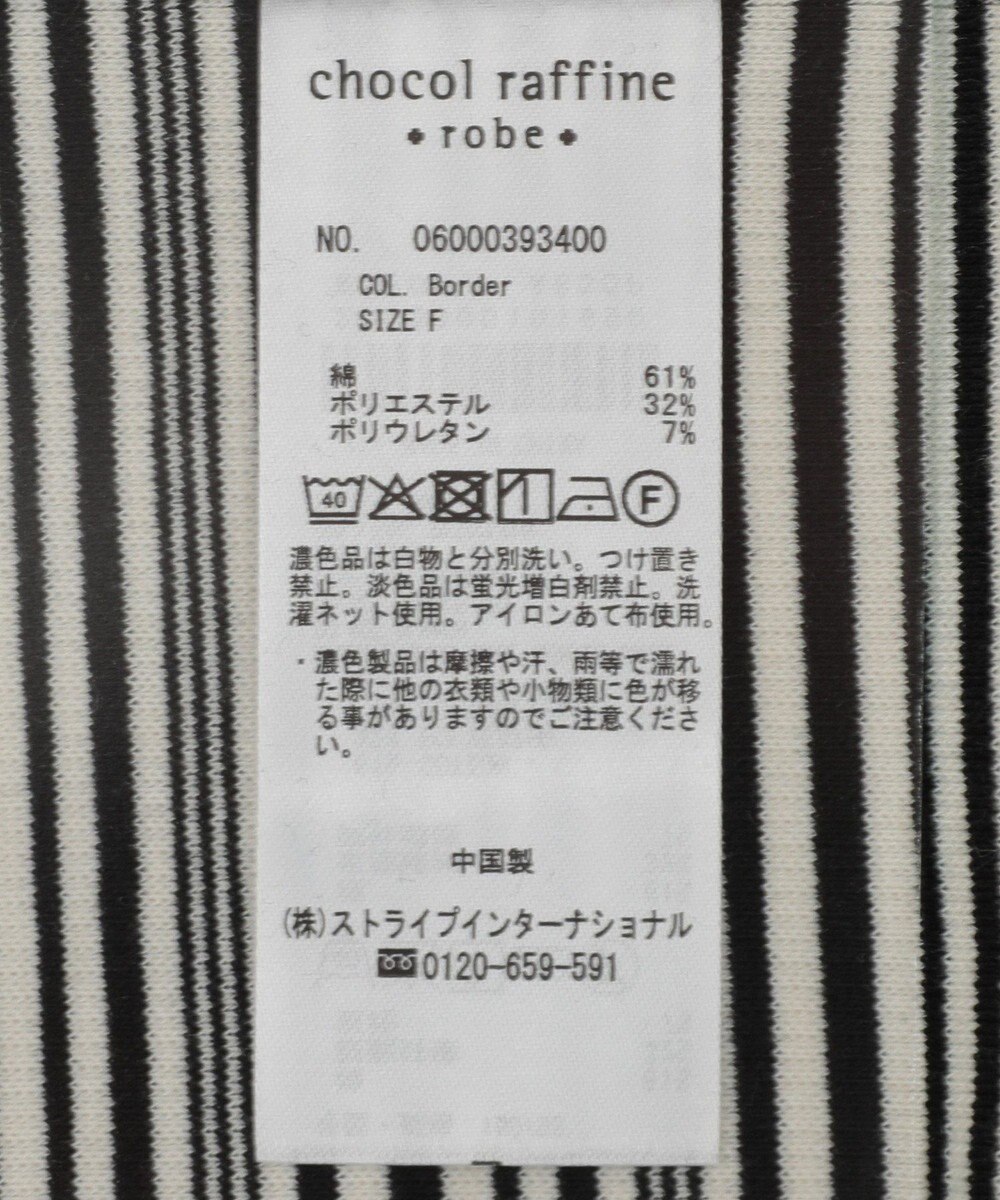 chocol raffine
robe
NO. 06000393400
COL. Border
SIZE F
綿 61%
ポリエステル 32%
ポリウレタン 7%
40 F
濃色品は白物と分別洗い。つけ置き
禁止。淡色品は蛍光増白剤禁止。洗
濯ネット使用。アイロンあて布使用。
・濃色製品は摩擦や汗、雨等で濡れ
た際に他の衣類や小物類に色が移
る事がありますのでご注意くださ
い。
中国製
(株)ストライプインターナショナル
0120-659-591